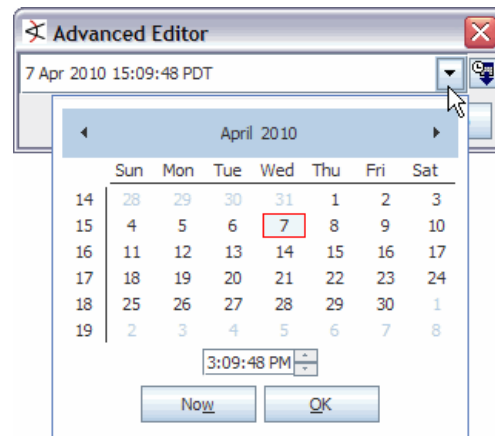 Advanced Editor
7 Apr 2010 15:09:48 PDT
April 2010
Sun Mon Tue Wed Thu Fri Sat
14 28 29 30 31 1 2 3
15 4 5 6 7 8 9 10
16 11 12 13 14 15 16 17
17 18 19 20 21 22 23 24
18 25 26 27 28 29 30 1
19 2 3 4 5 6 7 8
3:09:48 PM
Now OK